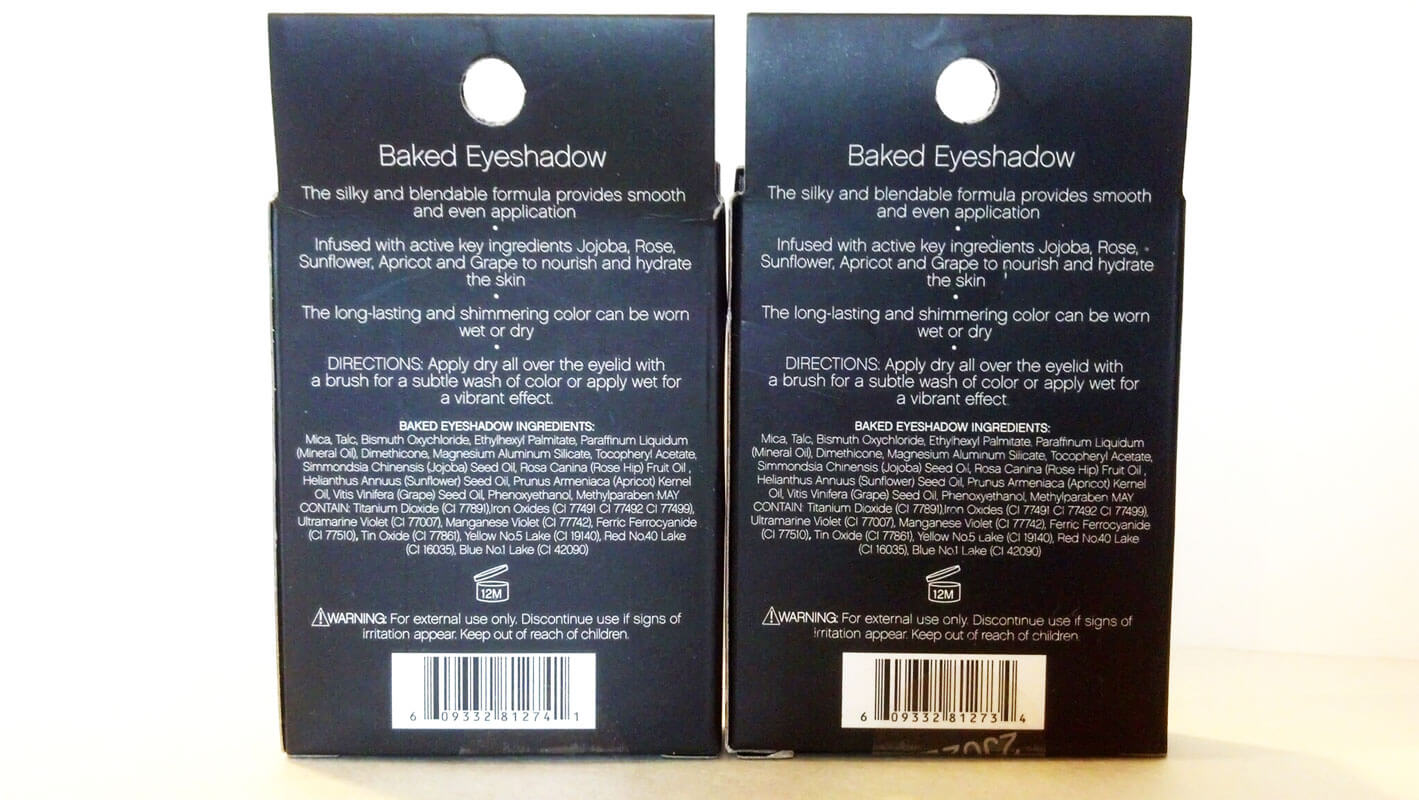 Baked Eyeshadow
The silky and blendable formula provides smooth
and even application
•
Infused with active key ingredients Jojoba, Rose,
Sunflower, Apricot and Grape to nourish and hydrate
the skin
•
The long-lasting and shimmering color can be worn
wet or dry
•
DIRECTIONS: Apply dry all over the eyelid with
a brush for a subtle wash of color or apply wet for
a vibrant effect.
BAKED EYESHADOW INGREDIENTS:
Mica, Talc, Bismuth Oxychloride, Ethylhexyl Palmitate, Paraffinum Liquidum
(Mineral Oil), Dimethicone, Magnesium Aluminum Silicate, Tocopheryl Acetate,
Simmondsia Chinensis (Jojoba) Seed Oil, Rosa Canina (Rose Hip) Fruit Oil ,
Helianthus Annuus (Sunflower) Seed Oil, Prunus Armeniaca (Apricot) Kernel
Oil, Vitis Vinifera (Grape) Seed Oil, Phenoxyethanol, Methylparaben MAY
CONTAIN: Titanium Dioxide (CI 77891),Iron Oxides (CI 77491 CI 77492 CI 77499),
Ultramarine Violet (CI 77007), Manganese Violet (CI 77742), Ferric Ferrocyanide
(CI 77510), Tin Oxide (CI 77861), Yellow No.5 Lake (CI 19140), Red No.40 Lake
(CI 16035), Blue No.1 Lake (CI 42090)
12M
WARNING: For external use only. Discontinue use if signs of
irritation appear. Keep out of reach of children.
6 09332 81274 1
Baked Eyeshadow
The silky and blendable formula provides smooth
and even application
•
Infused with active key ingredients Jojoba, Rose,
Sunflower, Apricot and Grape to nourish and hydrate
the skin
•
The long-lasting and shimmering color can be worn
wet or dry
•
DIRECTIONS: Apply dry all over the eyelid with
a brush for a subtle wash of color or apply wet for
a vibrant effect.
BAKED EYESHADOW INGREDIENTS:
Mica, Talc, Bismuth Oxychloride, Ethylhexyl Palmitate, Paraffinum Liquidum
(Mineral Oil), Dimethicone, Magnesium Aluminum Silicate, Tocopheryl Acetate,
Simmondsia Chinensis (Jojoba) Seed Oil, Rosa Canina (Rose Hip) Fruit Oil ,
Helianthus Annuus (Sunflower) Seed Oil, Prunus Armeniaca (Apricot) Kernel
Oil, Vitis Vinifera (Grape) Seed Oil, Phenoxyethanol, Methylparaben MAY
CONTAIN: Titanium Dioxide (CI 77891),Iron Oxides (CI 77491 CI 77492 CI 77499),
Ultramarine Violet (CI 77007), Manganese Violet (CI 77742), Ferric Ferrocyanide
(CI 77510), Tin Oxide (CI 77861), Yellow No.5 Lake (CI 19140), Red No.40 Lake
(CI 16035), Blue No.1 Lake (CI 42090)
12M
WARNING: For external use only. Discontinue use if signs of
irritation appear. Keep out of reach of children.
6 09332 81273 4